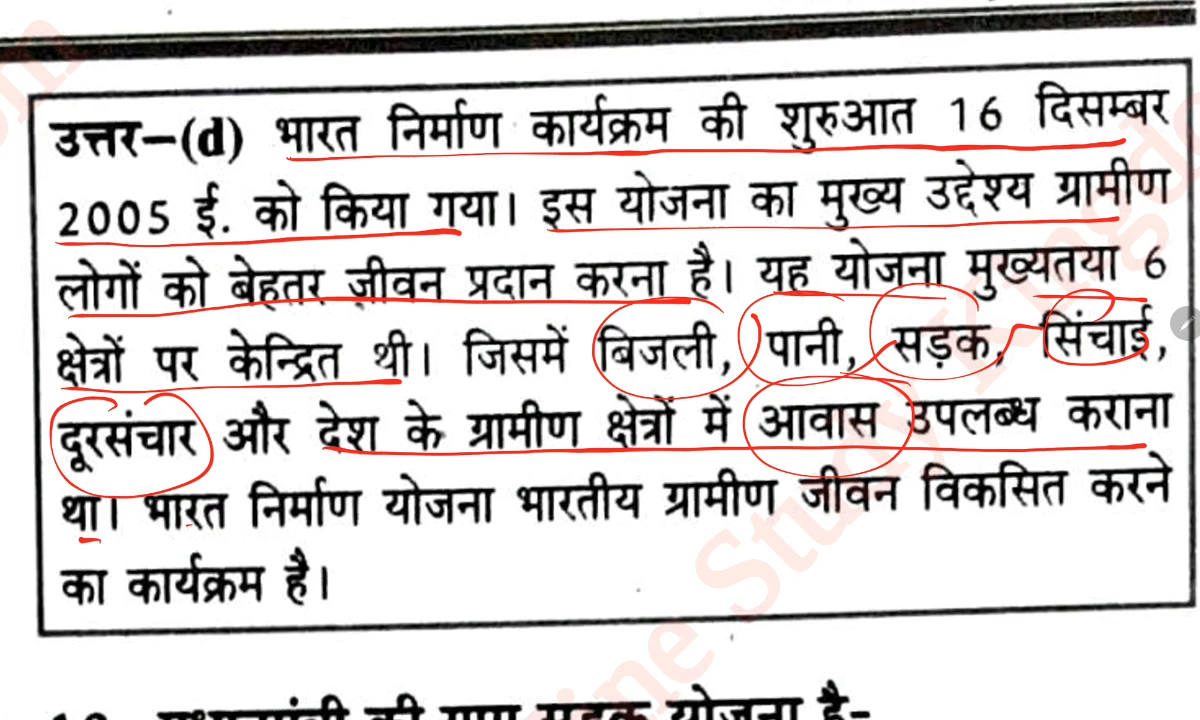 उत्तर–(d) भारत निर्माण कार्यक्रम की शुरुआत 16 दिसम्बर
2005 ई. को किया गया। इस योजना का मुख्य उद्देश्य ग्रामीण
लोगों को बेहतर जीवन प्रदान करना है। यह योजना मुख्यतया 6
क्षेत्रों पर केन्द्रित थी। जिसमें बिजली, पानी, सड़क, सिंचाई,
दूरसंचार और देश के ग्रामीण क्षेत्रों में आवास उपलब्ध कराना
था। भारत निर्माण योजना भारतीय ग्रामीण जीवन विकसित करने
का कार्यक्रम है।
सड़क योजना है–